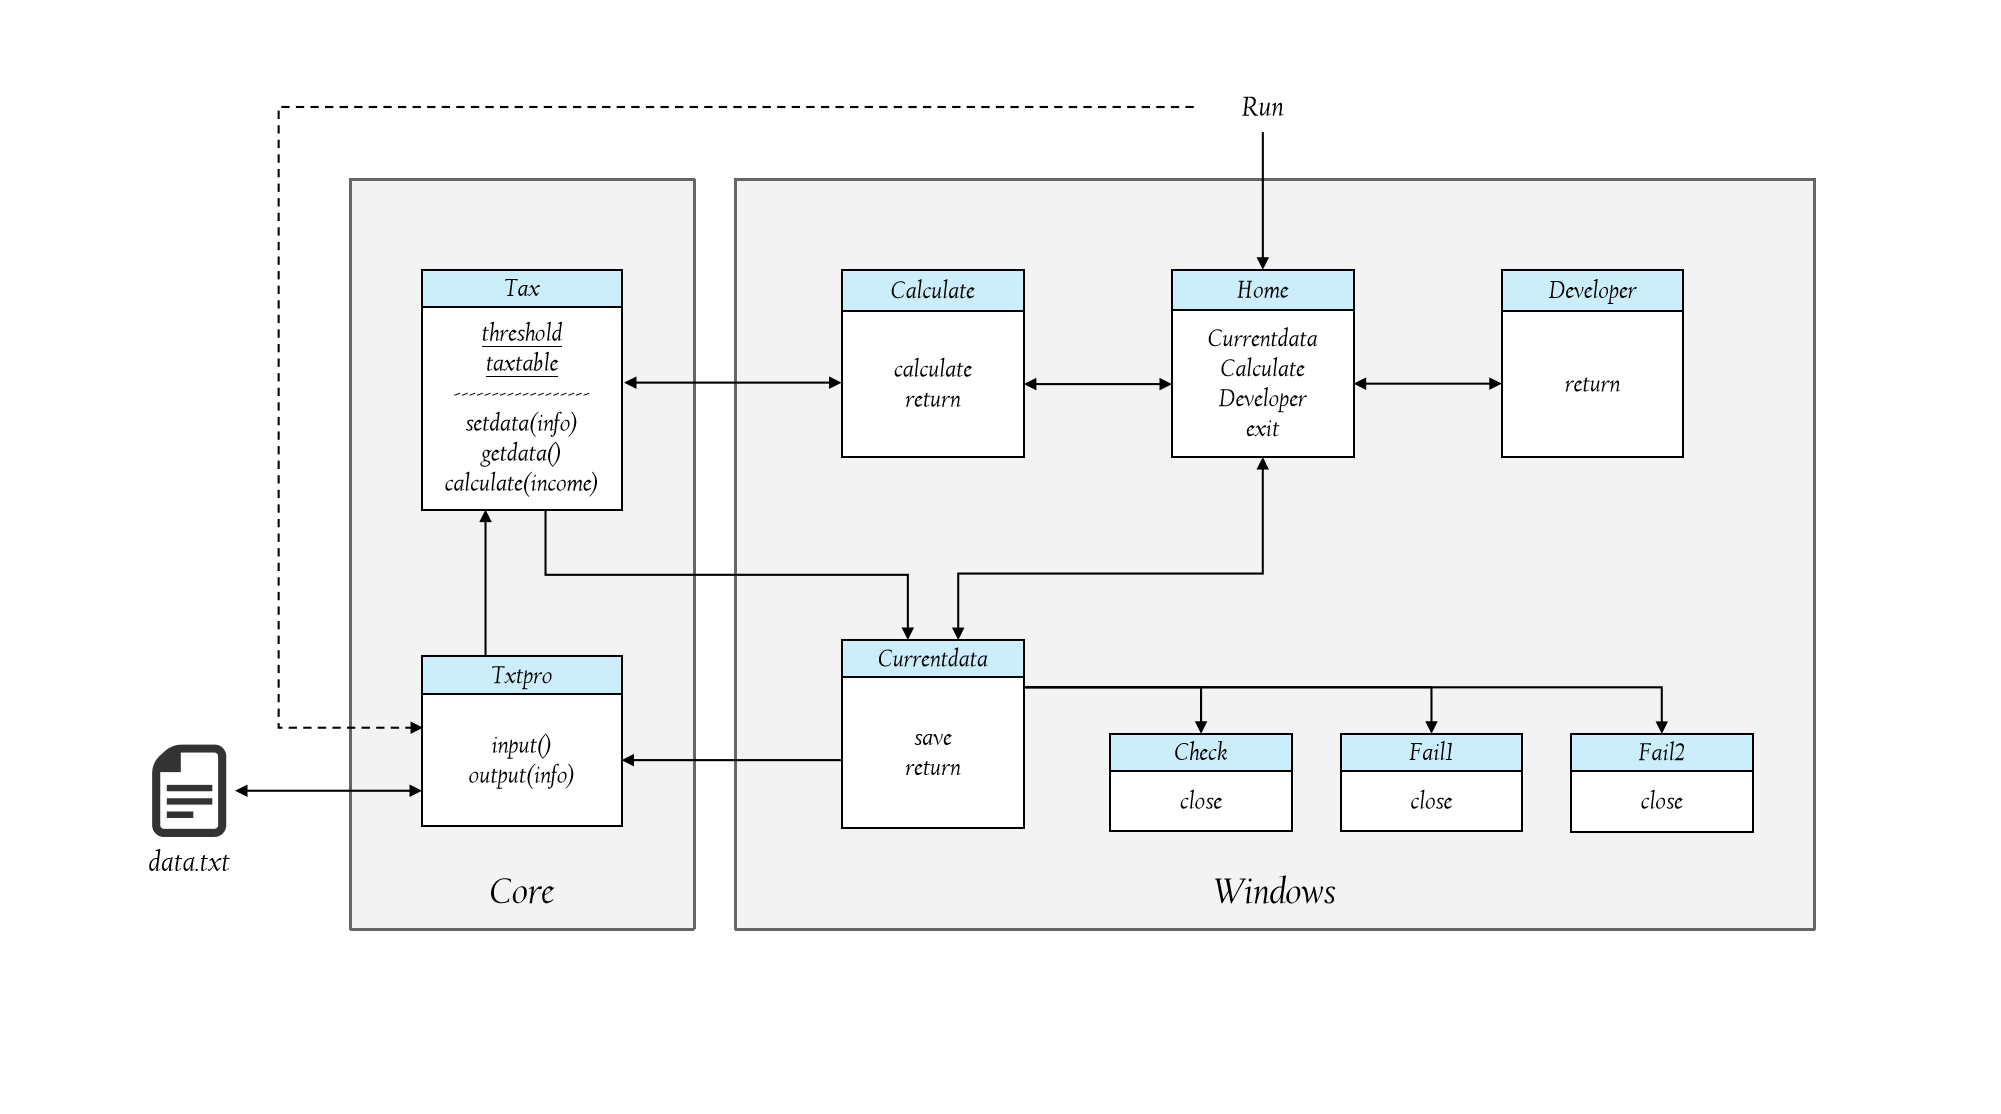 Run
Tax
threshold
taxtable
setdata(info)
getdata()
calculate(income)
Calculate
calculate
return
Home
Currentdata
Calculate
Developer
exit
Developer
return
Txtpro
input()
output(info)
Currentdata
save
return
Check
close
Fail1
close
Fail2
close
data.txt
Core
Windows